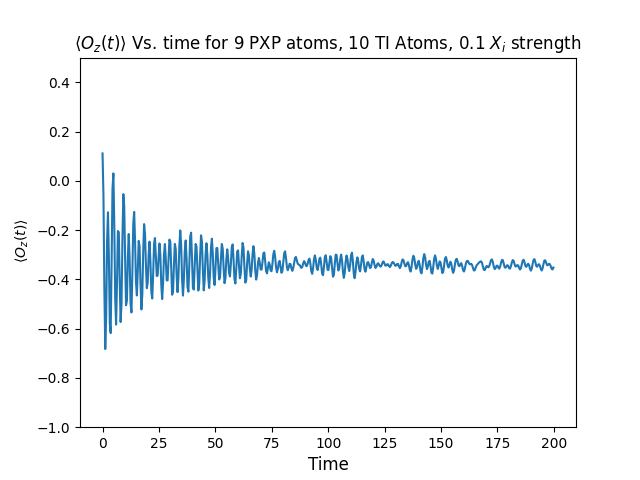 ⟨O_z(t)⟩ Vs. time for 9 PXP atoms, 10 TI Atoms, 0.1 X_i strength
0.4
0.2
0.0
−0.2
−0.4
−0.6
−0.8
−1.0
⟨O_z(t)⟩
0 25 50 75 100 125 150 175 200
Time